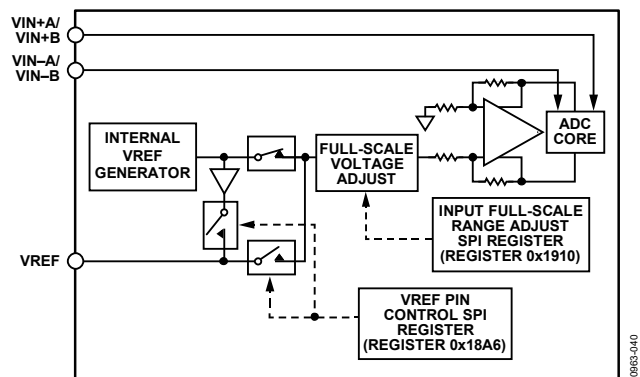 VIN+A/
VIN+B
VIN–A/
VIN–B
INTERNAL
VREF
GENERATOR
FULL-SCALE
VOLTAGE
ADJUST
ADC
CORE
INPUT FULL-SCALE
RANGE ADJUST
SPI REGISTER
(REGISTER 0x1910)
VREF
VREF PIN
CONTROL SPI
REGISTER
(REGISTER 0x18A6)
0963-040